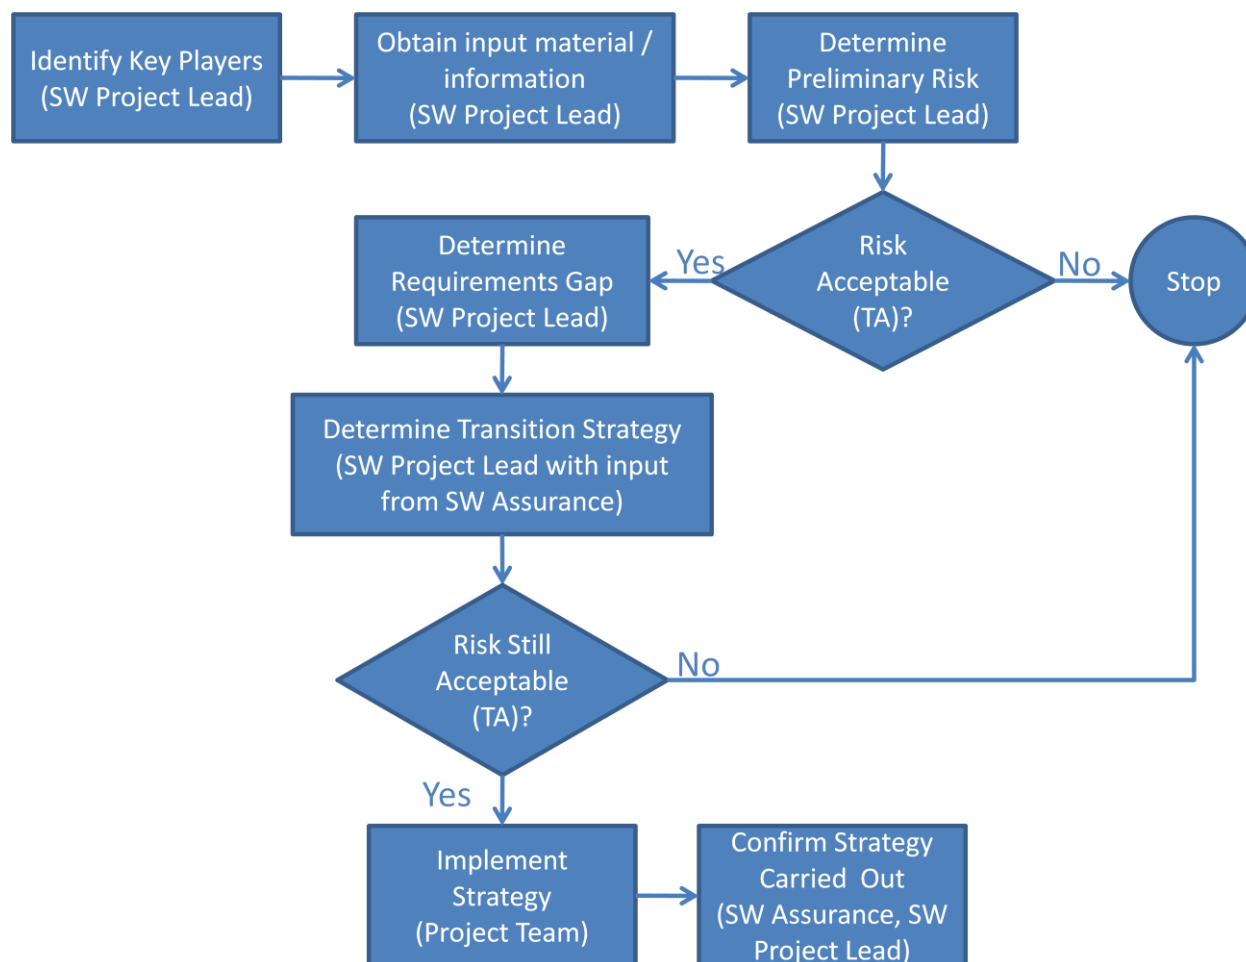 Identify Key Players
(SW Project Lead)
Obtain input material /
information
(SW Project Lead)
Determine
Preliminary Risk
(SW Project Lead)
Risk
Acceptable
(TA)?
Yes
No
Stop
Determine
Requirements Gap
(SW Project Lead)
Determine Transition Strategy
(SW Project Lead with input
from SW Assurance)
Risk Still
Acceptable
(TA)?
No
Yes
Implement
Strategy
(Project Team)
Confirm Strategy
Carried Out
(SW Assurance, SW
Project Lead)